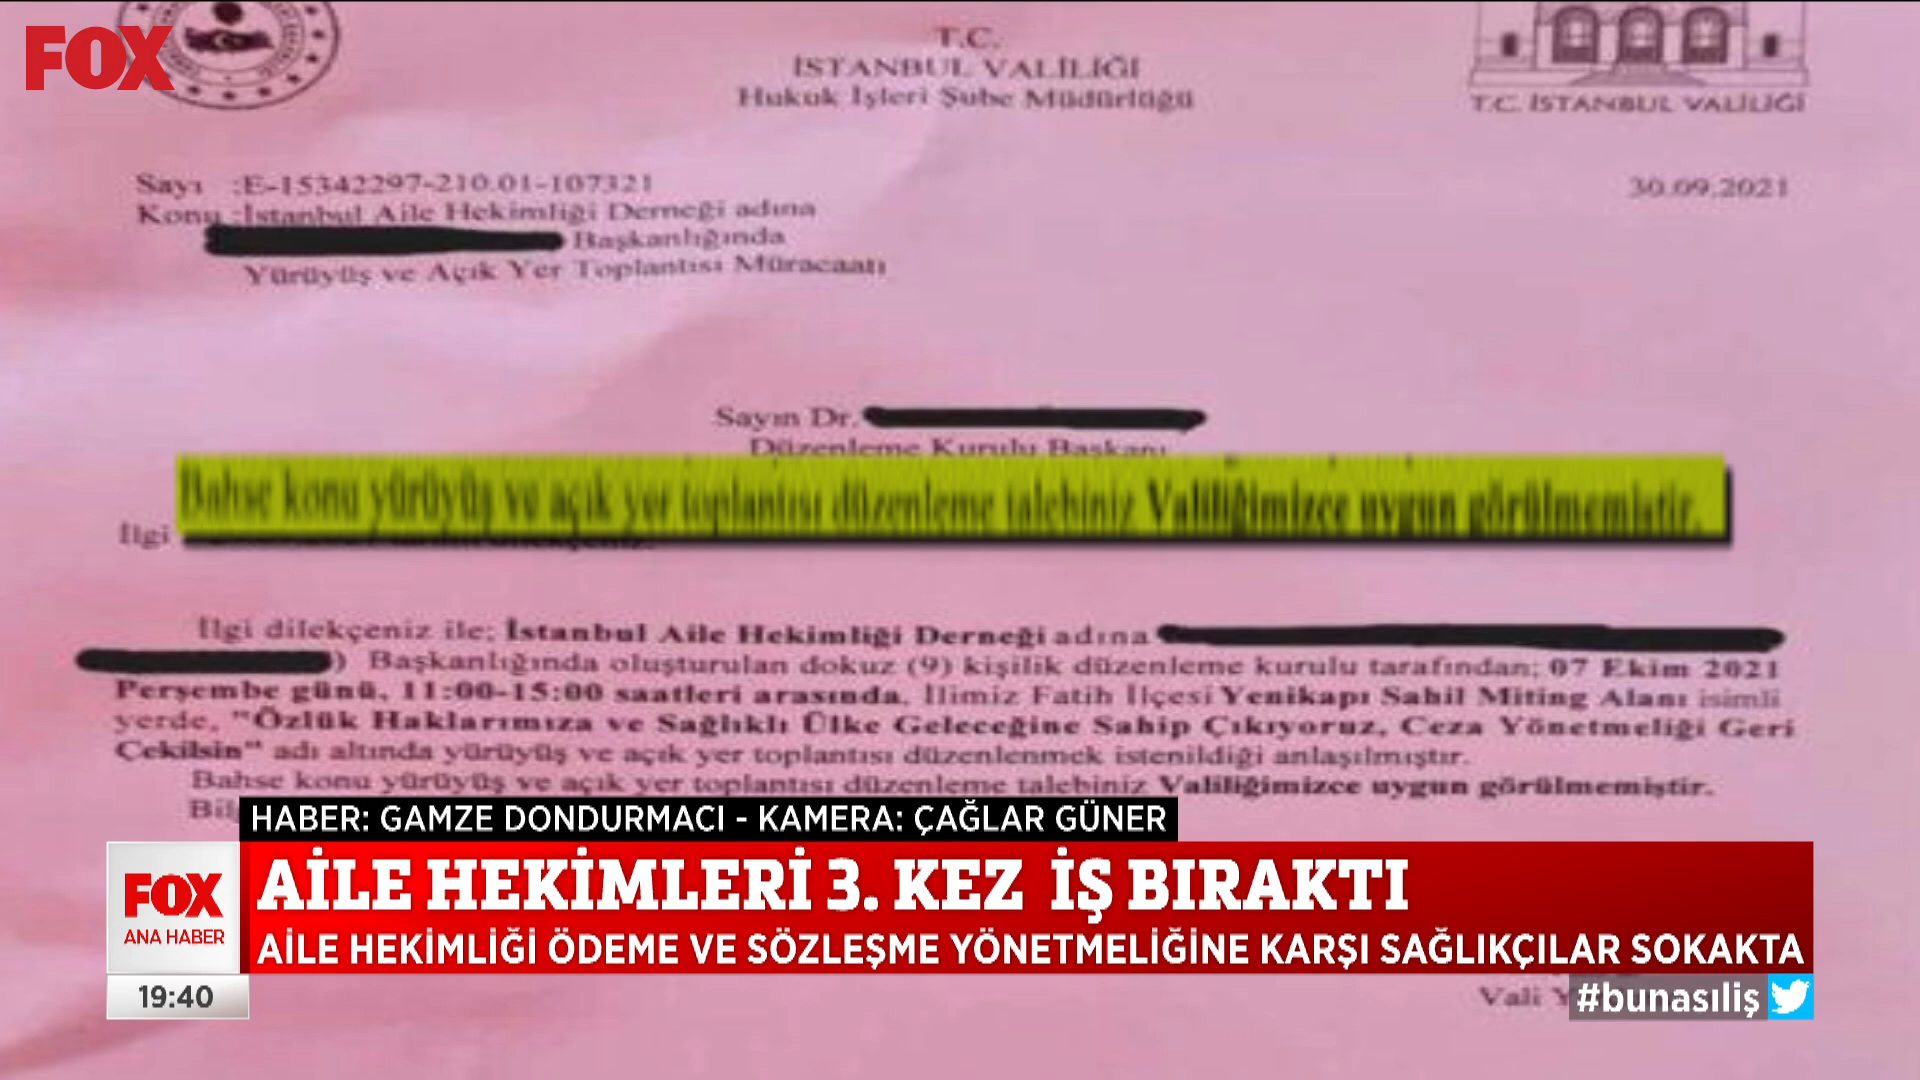 FOX
T.C.
İSTANBUL VALİLİĞİ
Hukuk İşleri Şube Müdürlüğü
T.C. İSTANBUL VALİLİĞİ
Sayı :E-15342297-210.01-107321
30.09.2021
Konu :İstanbul Aile Hekimliği Derneği adına
Başkanlığında
Yürüyüş ve Açık Yer Toplantısı Müracaatı
Sayın Dr.
Düzenleme Kurulu Başkanı
Bahse konu yürüyüş ve açık yer toplantısı düzenleme talebiniz Valiliğimizce uygun görülmemiştir.
İlgi
İlgi dilekçeniz ile; İstanbul Aile Hekimliği Derneği adına
) Başkanlığında oluşturulan dokuz (9) kişilik düzenleme kurulu tarafından; 07 Ekim 2021
Perşembe günü, 11:00-15:00 saatleri arasında, İlimiz Fatih İlçesi Yenikapı Sahil Miting Alanı isimli
yerde, "Özlük Haklarımıza ve Sağlıklı Ülke Geleceğine Sahip Çıkıyoruz, Ceza Yönetmeliği Geri
Çekilsin" adı altında yürüyüş ve açık yer toplantısı düzenlenmek istenildiği anlaşılmıştır.
Bahse konu yürüyüş ve açık yer toplantısı düzenleme talebiniz Valiliğimizce uygun görülmemiştir.
HABER: GAMZE DONDURMACI - KAMERA: ÇAĞLAR GÜNER
FOX
ANA HABER
AİLE HEKİMLERİ 3. KEZ İŞ BIRAKTI
AİLE HEKİMLİĞİ ÖDEME VE SÖZLEŞME YÖNETMELİĞİNE KARŞI SAĞLIKÇILAR SOKAKTA
19:40
Vali
#bunasıliş